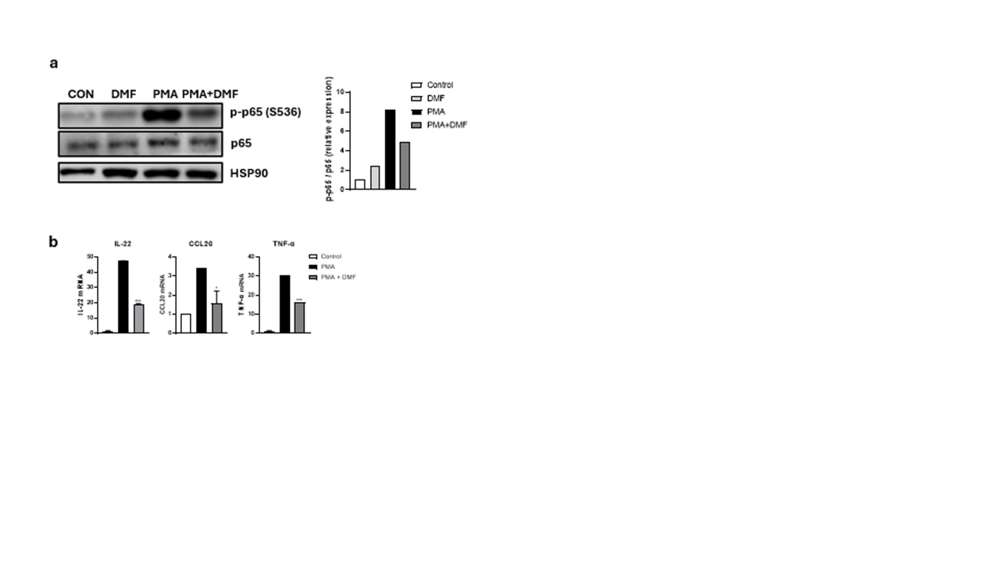 a
CON DMF PMA PMA+DMF
p-p65 (S536)
p65
HSP90
p-p65 / p65 (relative expression)
10
8
6
4
2
0
Control
DMF
PMA
PMA+DMF
b
IL-22
IL-22 mRNA
50
40
30
20
10
0
***
CCL20
CCL20 mRNA
4
3
2
1
0
*
TNF-α
TNF-α mRNA
40
30
20
10
0
***
Control
PMA
PMA + DMF